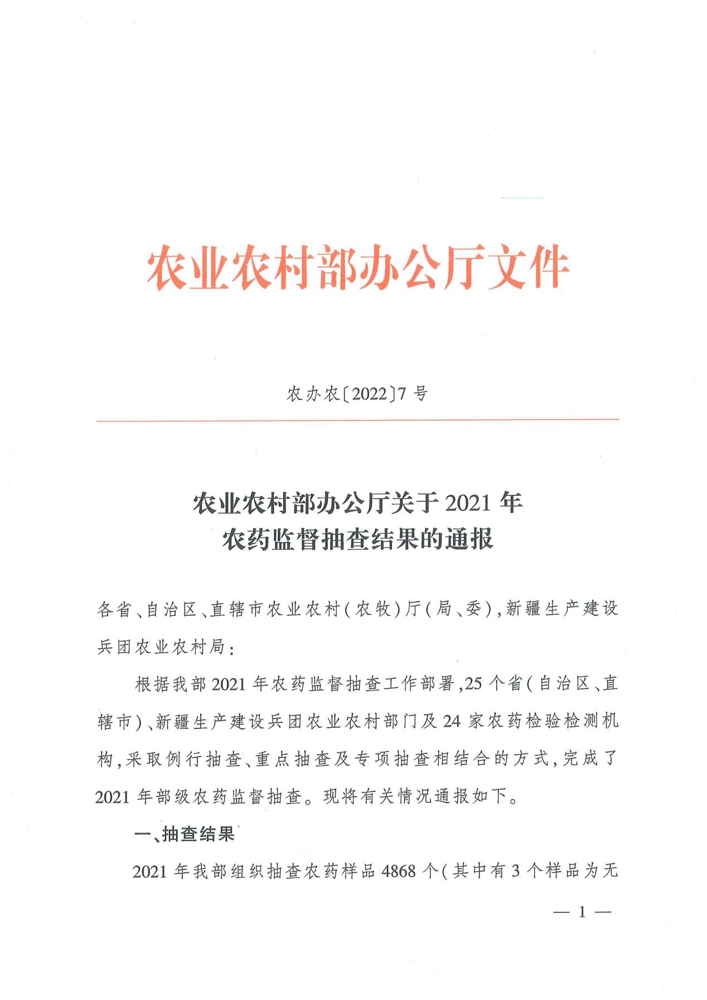 农业农村部办公厅文件
农办农〔2022〕7号
农业农村部办公厅关于2021年
农药监督抽查结果的通报
各省、自治区、直辖市农业农村(农牧)厅(局、委),新疆生产建设
兵团农业农村局:
根据我部2021年农药监督抽查工作部署,25个省(自治区、直
辖市)、新疆生产建设兵团农业农村部门及24家农药检验检测机
构,采取例行抽查、重点抽查及专项抽查相结合的方式,完成了
2021年部级农药监督抽查。现将有关情况通报如下。
一、抽查结果
2021年我部组织抽查农药样品4868个(其中有3个样品为无
— 1 —